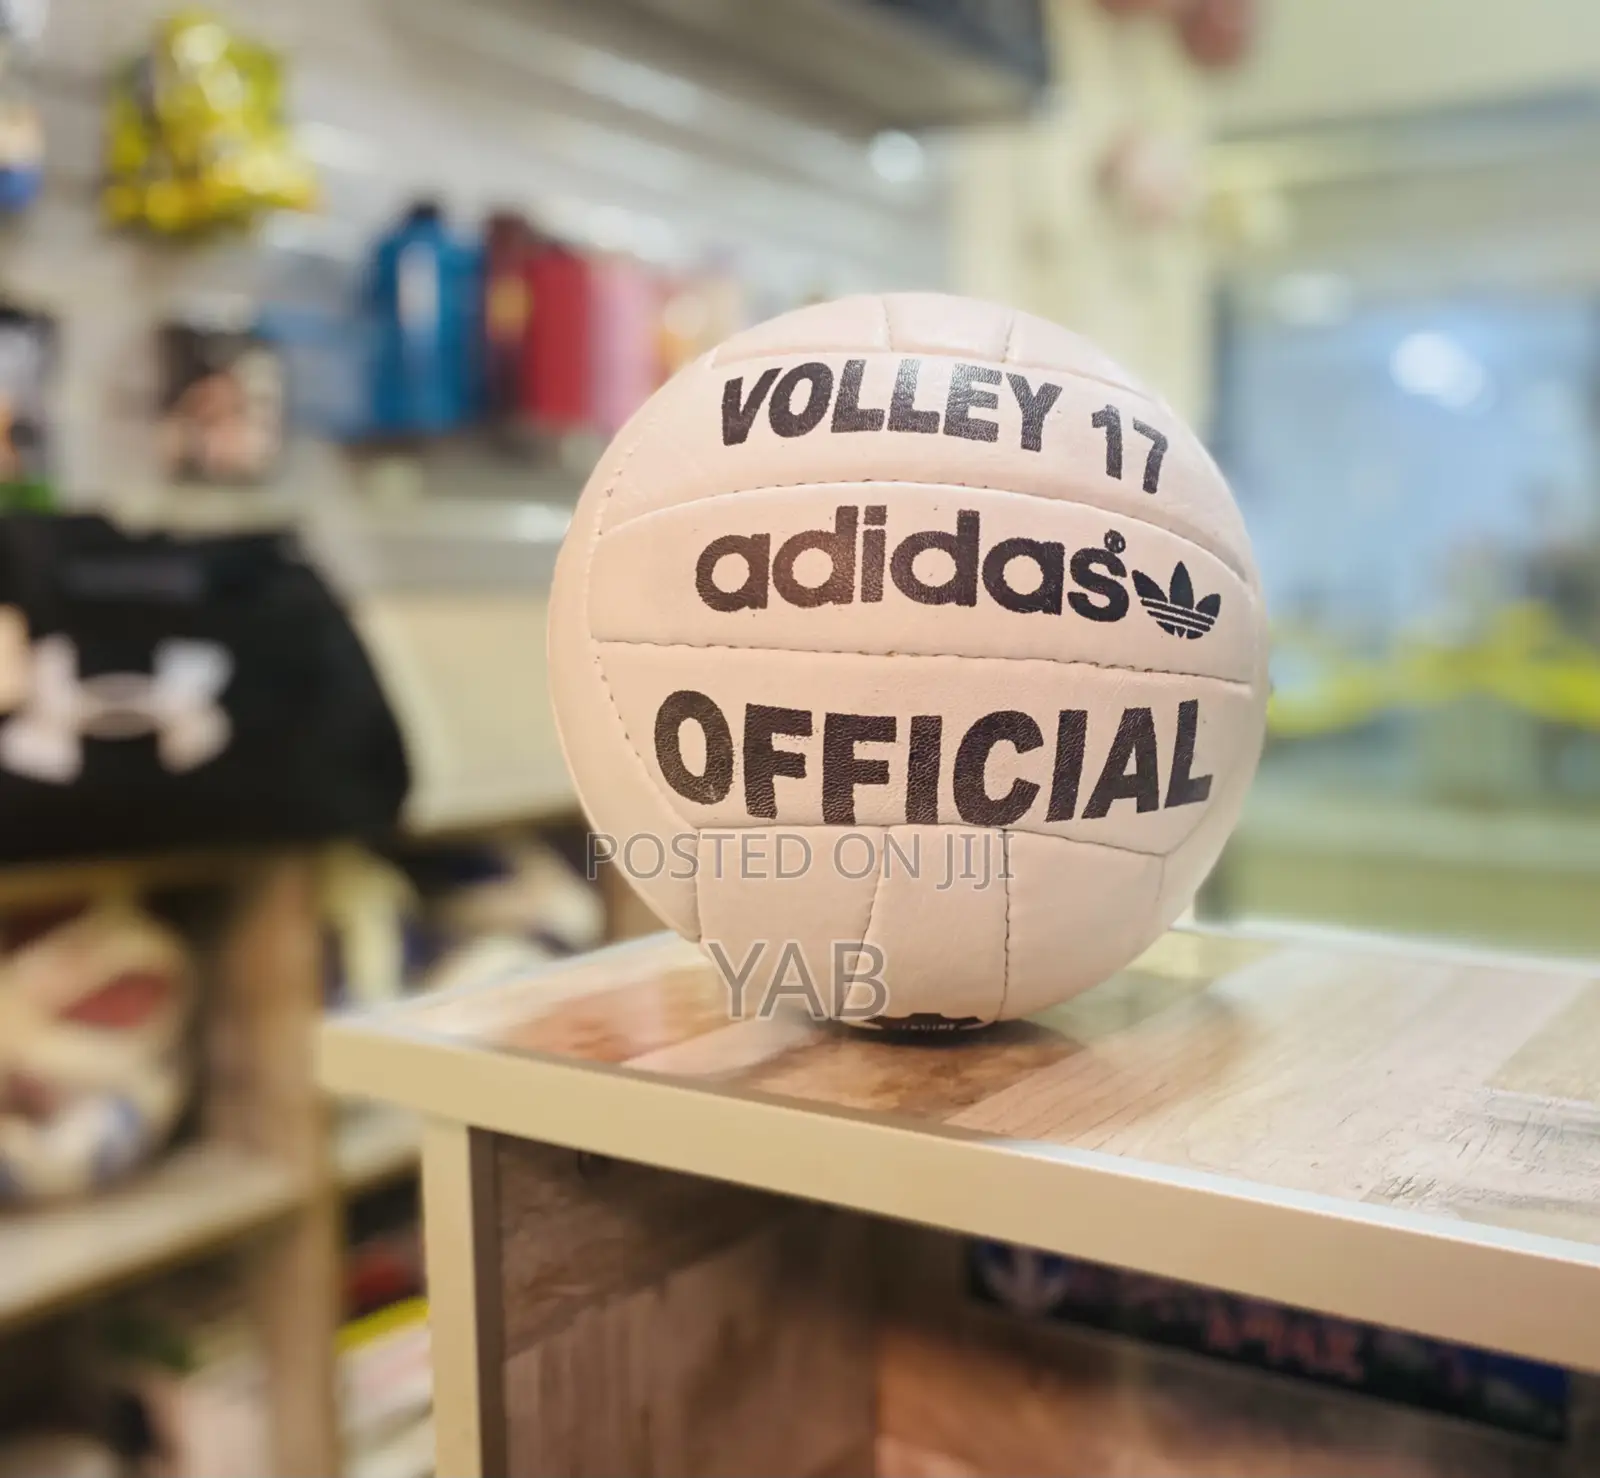 VOLLEY 17
adidas®
OFFICIAL
POSTED ON JIJI
YAB